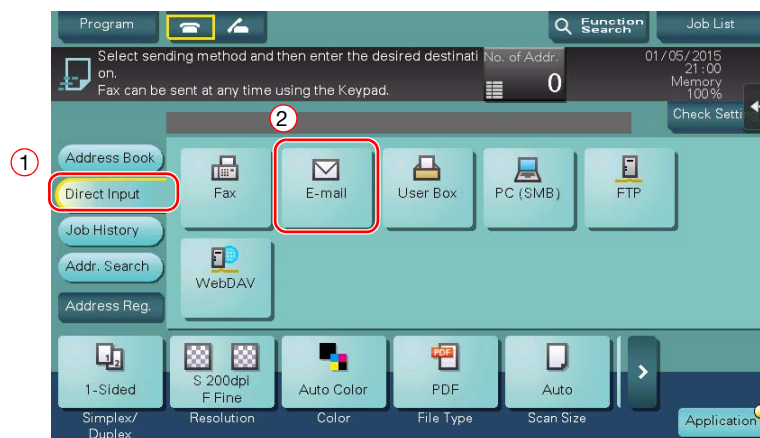 Program
Function
Search
Job List
Select sending method and then enter the desired destinati
on.
Fax can be sent at any time using the Keypad.
No. of Addr.
0
01/05/2015
21:00
Memory
100%
Check Setti
2
1
Address Book
Direct Input
Job History
Addr. Search
Address Reg.
Fax
E-mail
User Box
PC (SMB)
FTP
WebDAV
1 2
1-Sided
S 200dpi
F Fine
Auto Color
PDF
PDF
Auto
Simplex/
Duplex
Resolution
Color
File Type
Scan Size
Application